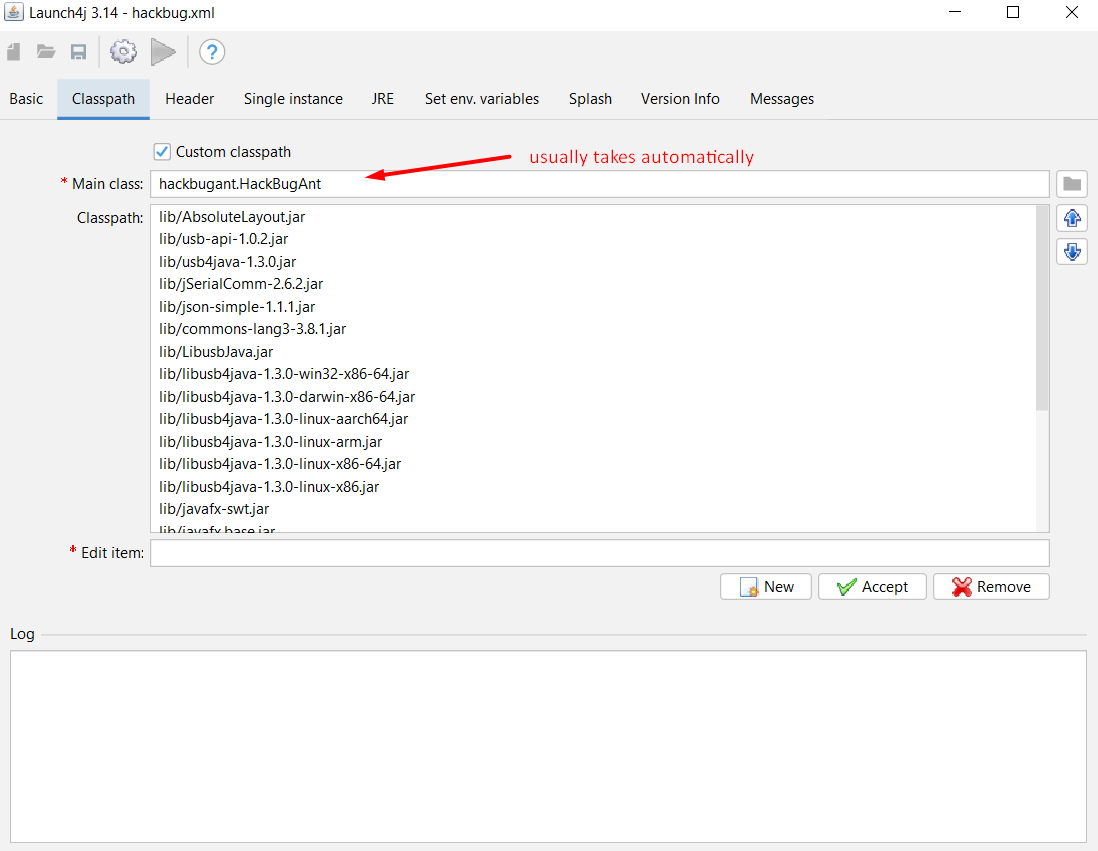 Launch4j 3.14 - hackbug.xml
?
Basic Classpath Header Single instance JRE Set env. variables Splash Version Info Messages
Custom classpath
usually takes automatically
* Main class: hackbugant.HackBugAnt
Classpath: lib/AbsoluteLayout.jar
lib/usb-api-1.0.2.jar
lib/usb4java-1.3.0.jar
lib/jSerialComm-2.6.2.jar
lib/json-simple-1.1.1.jar
lib/commons-lang3-3.8.1.jar
lib/LibusbJava.jar
lib/libusb4java-1.3.0-win32-x86-64.jar
lib/libusb4java-1.3.0-darwin-x86-64.jar
lib/libusb4java-1.3.0-linux-aarch64.jar
lib/libusb4java-1.3.0-linux-arm.jar
lib/libusb4java-1.3.0-linux-x86-64.jar
lib/libusb4java-1.3.0-linux-x86.jar
lib/javafx-swt.jar
lib/javafx.base.jar
* Edit item:
New Accept Remove
Log